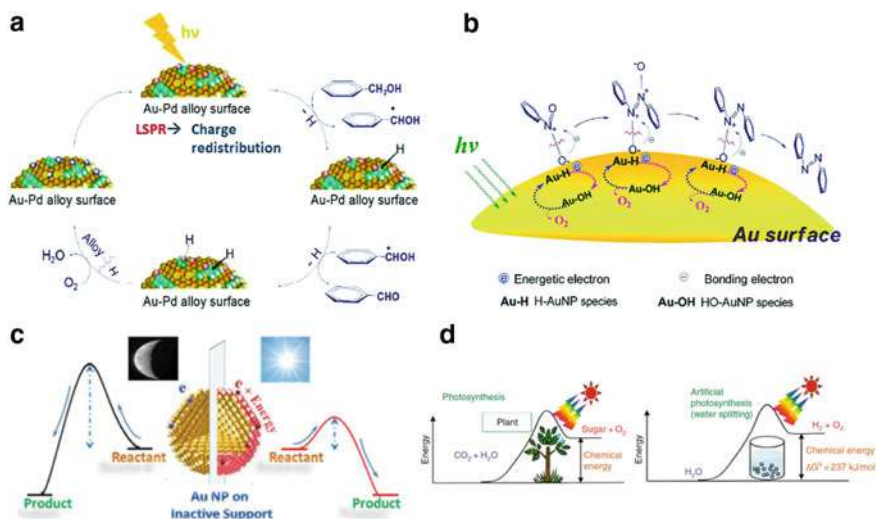 a
hν
Au-Pd alloy surface
LSPR→ Charge
redistribution
CH₂OH
- H
•
CHOH
H
Au-Pd alloy surface
Au-Pd alloy surface
H₂O
O₂
Alloy
H
H
H
Au-Pd alloy surface
- H
•
CHOH
CHO
b
hν
Au-H
Au-OH
O₂
Au-H
Au-OH
O₂
Au-H
Au-OH
O₂
Au surface
Energetic electron
Bonding electron
Au-H H-AuNP species
Au-OH HO-AuNP species
c
e
e + Energy
Reactant
Product
Au NP on
Inactive Support
Reactant
Product
d
Photosynthesis
Plant
Sugar + O₂
CO₂ + H₂O
Chemical
energy
Energy
Artificial
photosynthesis
(water splitting)
H₂ + O₂
Chemical energy
ΔG⁰ = 237 kJ/mol
H₂O
Energy